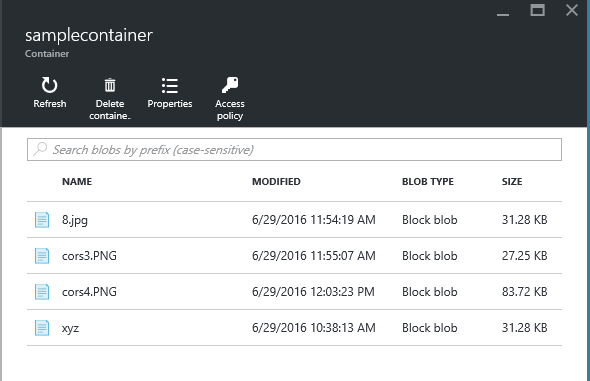 samplecontainer
Container
Refresh
Delete containe..
Properties
Access policy
Search blobs by prefix (case-sensitive)
NAME MODIFIED BLOB TYPE SIZE
8.jpg 6/29/2016 11:54:19 AM Block blob 31.28 KB
cors3.PNG 6/29/2016 11:55:07 AM Block blob 27.25 KB
cors4.PNG 6/29/2016 12:03:23 PM Block blob 83.72 KB
xyz 6/29/2016 10:38:13 AM Block blob 31.28 KB